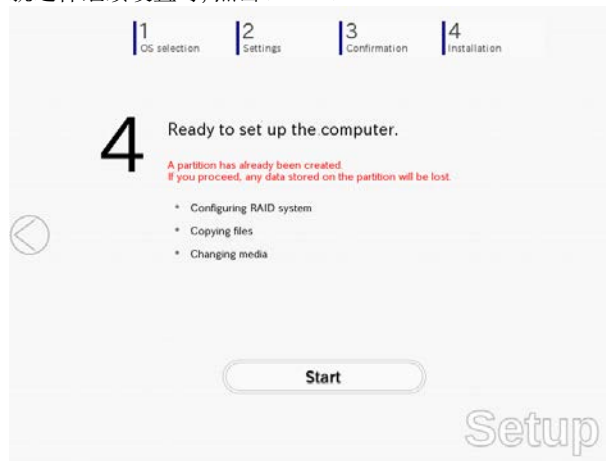 1
OS selection
2
Settings
3
Confirmation
4
Installation
4
Ready to set up the computer.
A partition has already been created.
If you proceed, any data stored on the partition will be lost.
* Configuring RAID system
* Copying files
* Changing media
Start
Setup